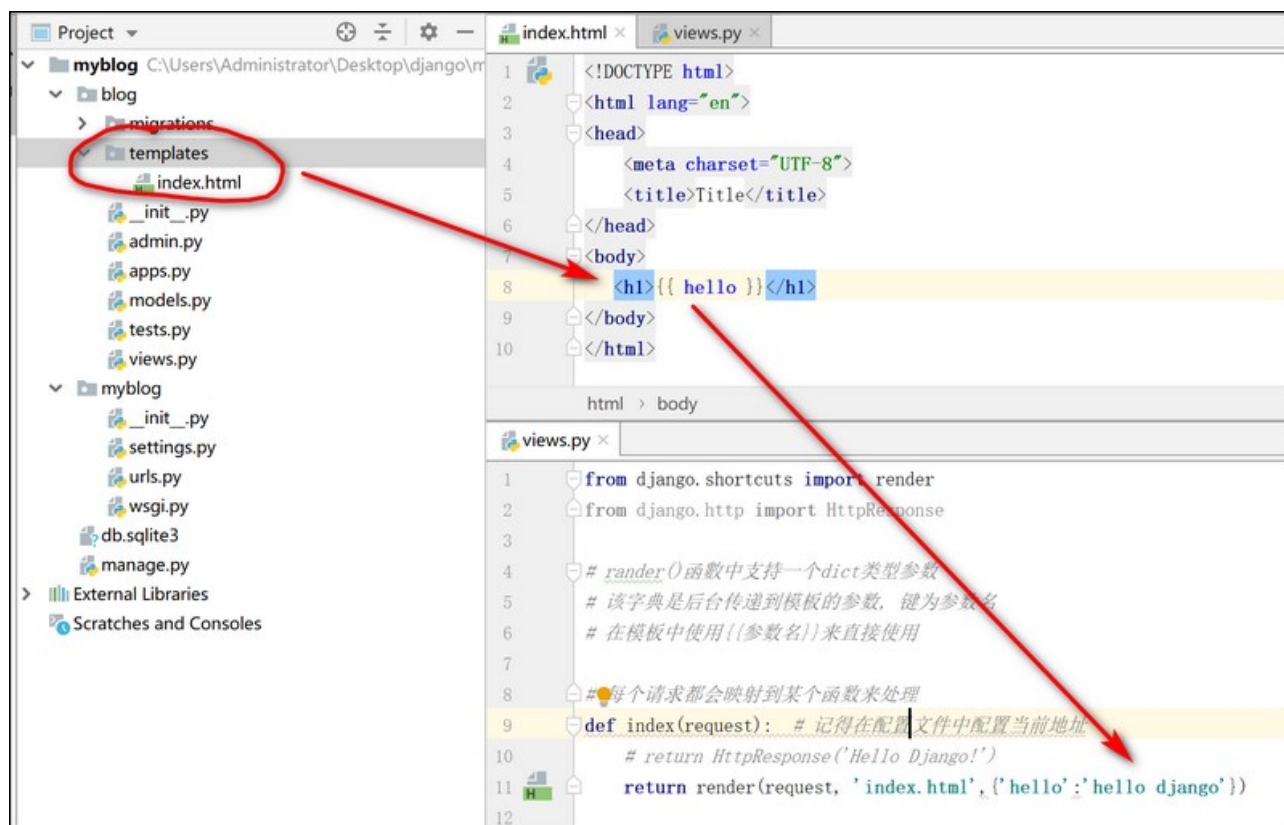 Project
myblog C:\Users\Administrator\Desktop\django\m
blog
migrations
templates
index.html
__init__.py
admin.py
apps.py
models.py
tests.py
views.py
myblog
__init__.py
settings.py
urls.py
wsgi.py
db.sqlite3
manage.py
External Libraries
Scratches and Consoles
index.html views.py
1 <!DOCTYPE html>
2 <html lang="en">
3 <head>
4 <meta charset="UTF-8">
5 <title>Title</title>
6 </head>
7 <body>
8 <h1>{{ hello }}</h1>
9 </body>
10 </html>
html › body
views.py
1 from django.shortcuts import render
2 from django.http import HttpResponse
3
4 # rander()函数中支持一个dict类型参数
5 # 该字典是后台传递到模板的参数, 键为参数名
6 # 在模板中使用{{参数名}}来直接使用
7
8 # 每个请求都会映射到某个函数来处理
9 def index(request): # 记得在配置文件中配置当前地址
10 # return HttpResponse('Hello Django!')
11 return render(request, 'index.html',{'hello':'hello django'})
12